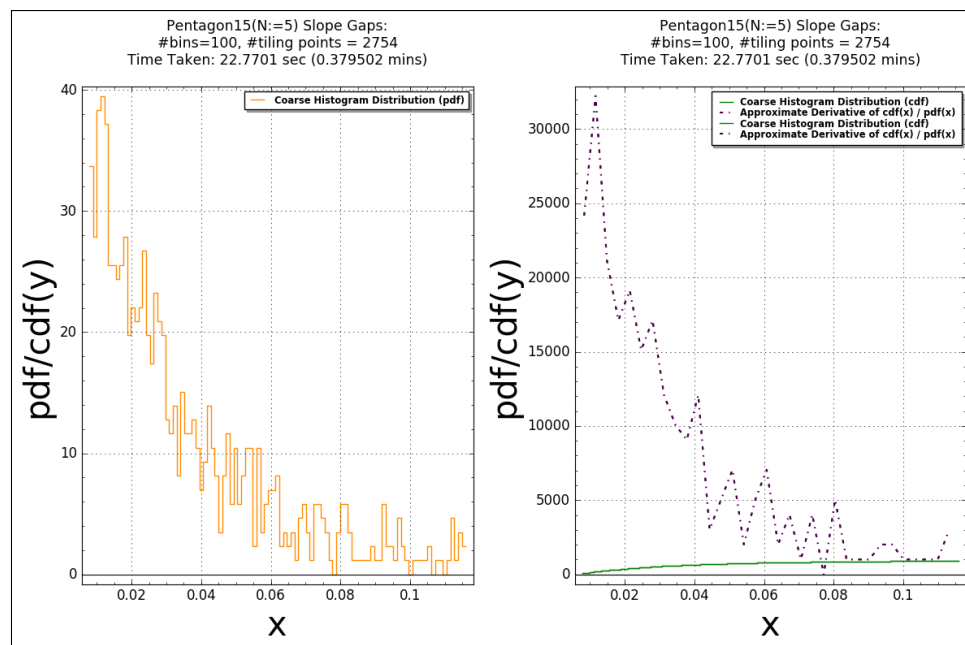 Pentagon15(N:=5) Slope Gaps:
#bins=100, #tiling points = 2754
Time Taken: 22.7701 sec (0.379502 mins)
Coarse Histogram Distribution (pdf)
40
30
20
10
0
0.02
0.04
0.06
0.08
0.1
pdf/cdf(y)
x
Pentagon15(N:=5) Slope Gaps:
#bins=100, #tiling points = 2754
Time Taken: 22.7701 sec (0.379502 mins)
Coarse Histogram Distribution (cdf)
Approximate Derivative of cdf(x) / pdf(x)
Coarse Histogram Distribution (cdf)
Approximate Derivative of cdf(x) / pdf(x)
30000
25000
20000
15000
10000
5000
0
0.02
0.04
0.06
0.08
0.1
pdf/cdf(y)
x